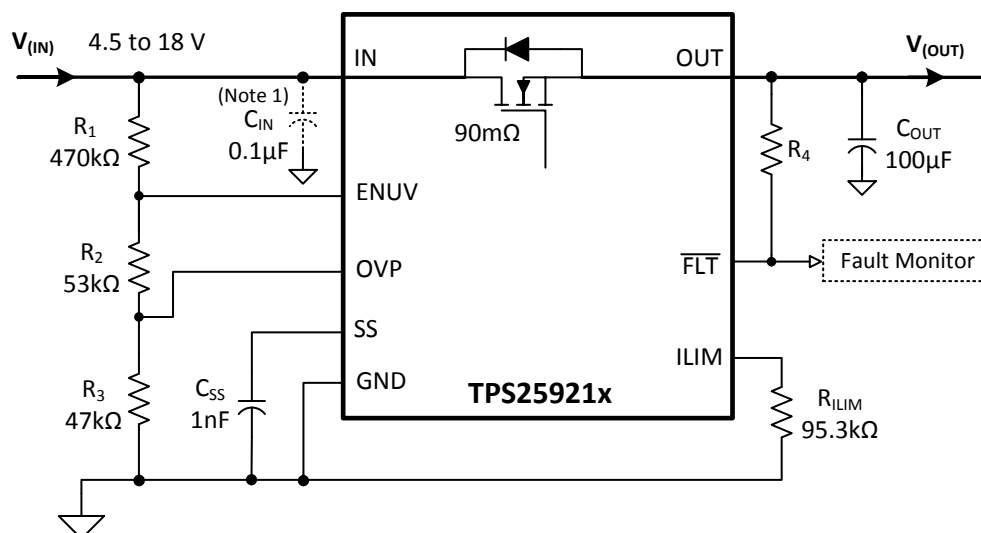 V(IN) 4.5 to 18 V
IN
OUT
V(OUT)
(Note 1)
CIN
0.1µF
R1
470kΩ
90mΩ
R4
COUT
100µF
ENUV
R2
53kΩ
OVP
FLT
Fault Monitor
SS
ILIM
GND
R3
47kΩ
CSS
1nF
TPS25921x
RILIM
95.3kΩ